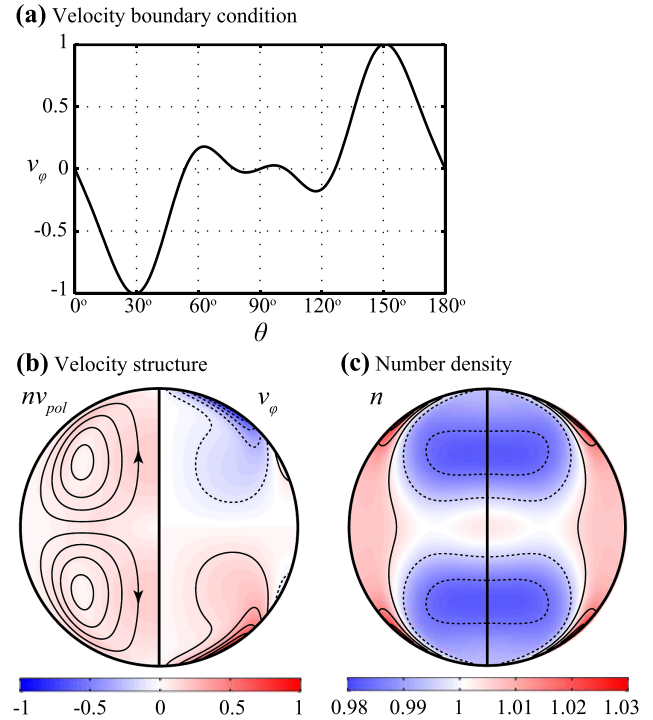 (a) Velocity boundary condition
1
0.5
vφ 0
-0.5
-1
0° 30° 60° 90° 120° 150° 180°
θ
(b) Velocity structure (c) Number density
nvpol vφ n
-1 -0.5 0 0.5 1 0.98 0.99 1 1.01 1.02 1.03